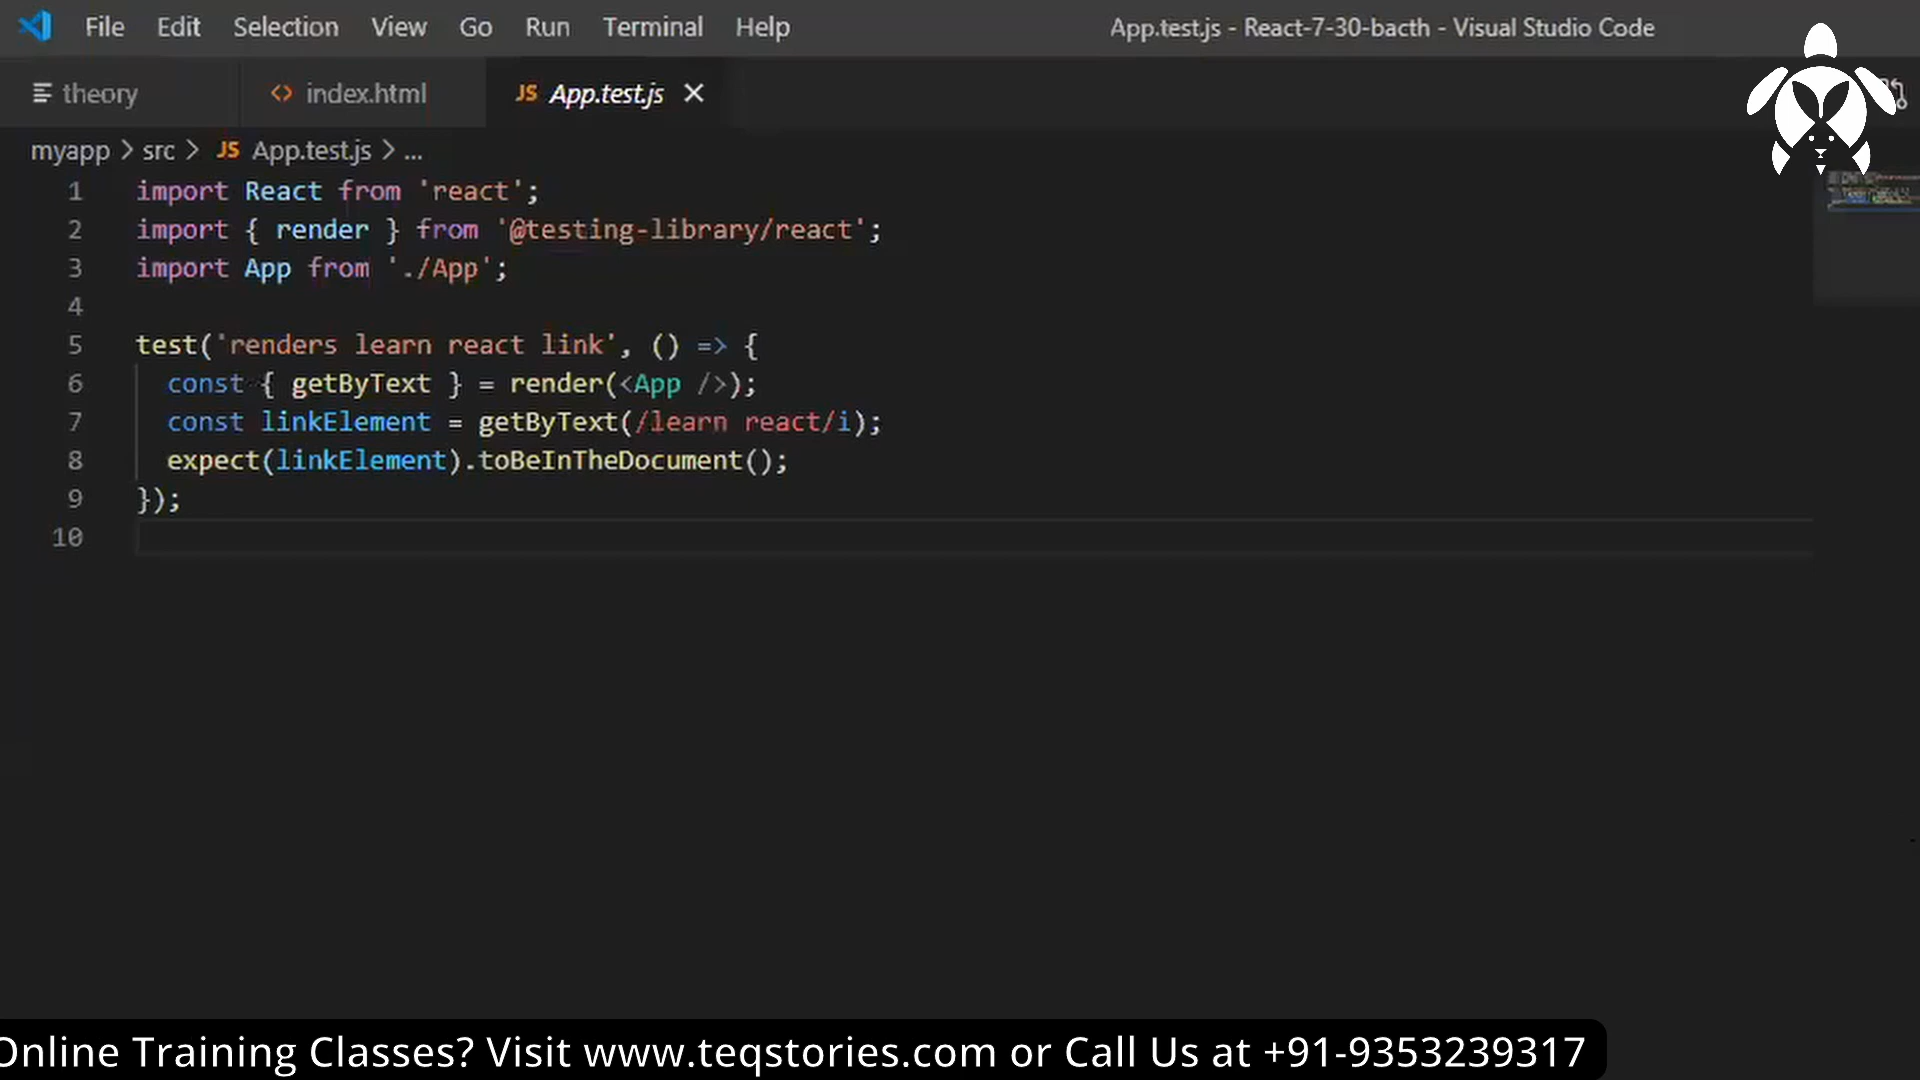 File Edit Selection View Go Run Terminal Help App.test.js - React-7-30-bacth - Visual Studio Code
theory index.html JS App.test.js
myapp > src > JS App.test.js > ...
1 import React from 'react';
2 import { render } from '@testing-library/react';
3 import App from './App';
4
5 test('renders learn react link', () => {
6 const { getByText } = render(<App />);
7 const linkElement = getByText(/learn react/i);
8 expect(linkElement).toBeInTheDocument();
9 });
10
Online Training Classes? Visit www.teqstories.com or Call Us at +91-9353239317